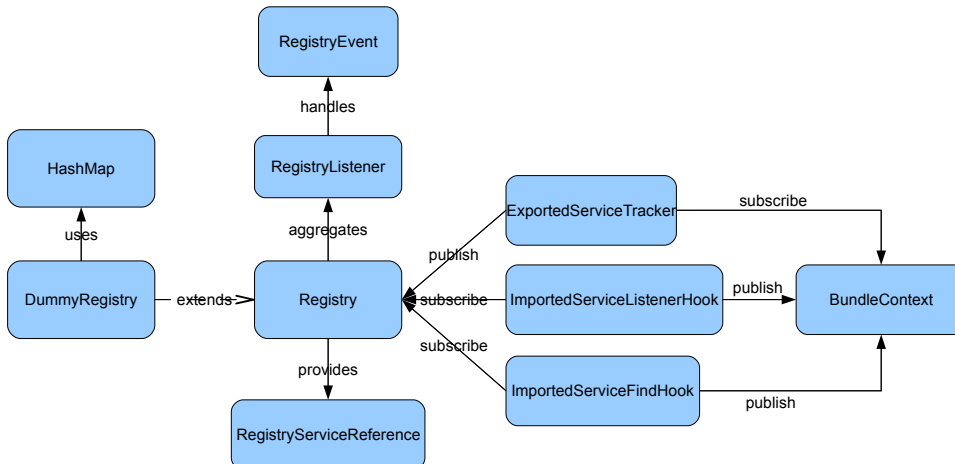 RegistryEvent
handles
HashMap
RegistryListener
ExportedServiceTracker
subscribe
uses
aggregates
publish
DummyRegistry
extends
Registry
subscribe
ImportedServiceListenerHook
publish
BundleContext
subscribe
provides
ImportedServiceFindHook
publish
RegistryServiceReference